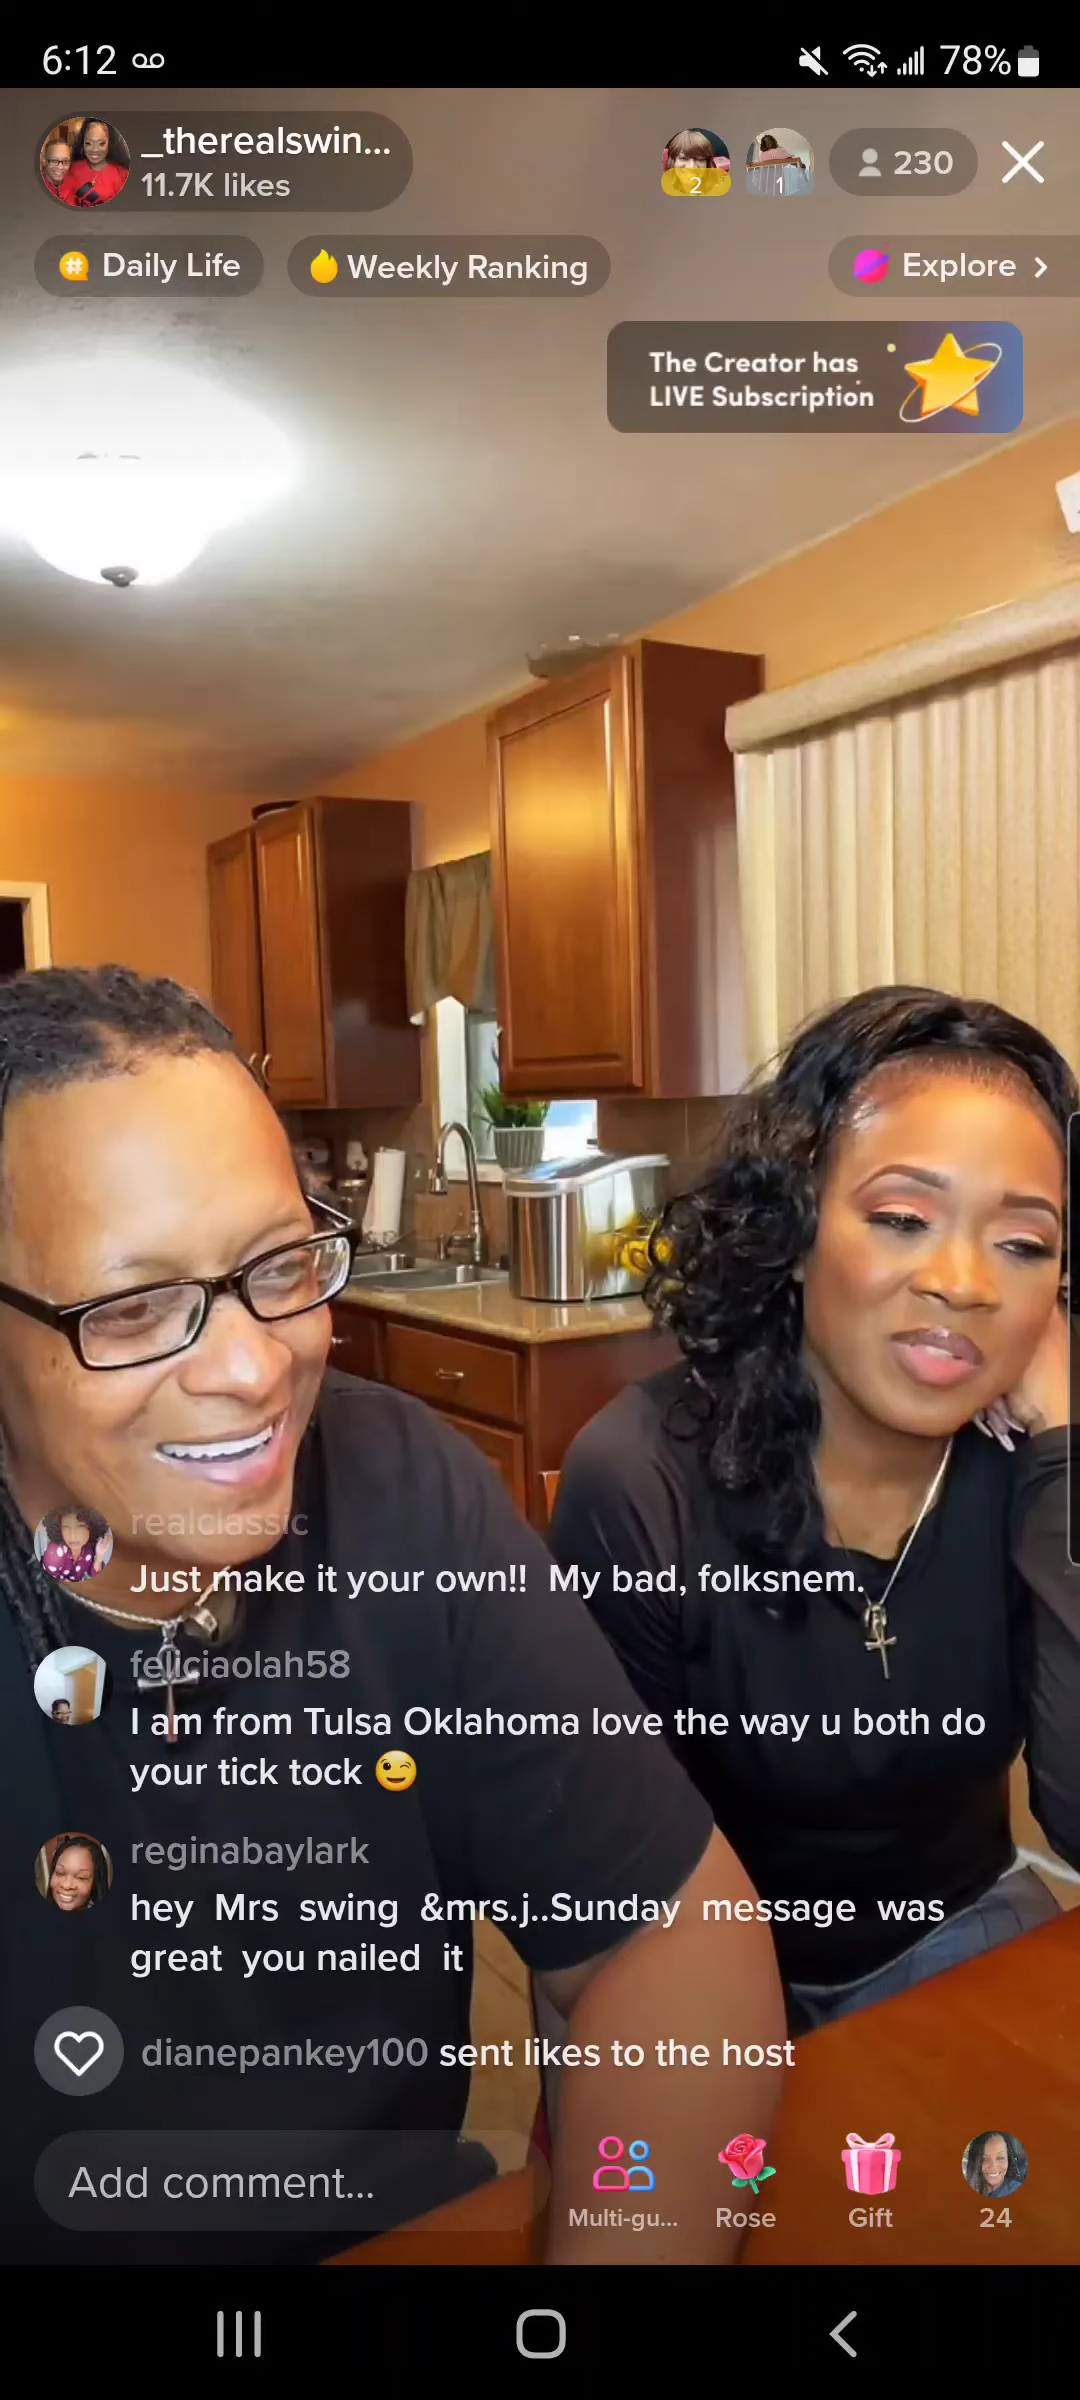 6:12
78%
_therealswin...
11.7K likes
2
1
230
Daily Life
Weekly Ranking
Explore >
The Creator has
LIVE Subscription
realclassic
Just make it your own!! My bad, folksnem.
feliciaolah58
I am from Tulsa Oklahoma love the way u both do
your tick tock 😉
reginabaylark
hey Mrs swing &mrs.j..Sunday message was
great you nailed it
dianepankey100 sent likes to the host
Add comment...
Multi-gu...
Rose
Gift
24